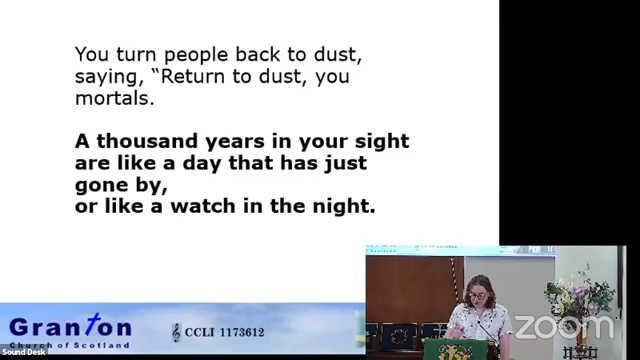 You turn people back to dust,
saying, “Return to dust, you
mortals.
A thousand years in your sight
are like a day that has just
gone by,
or like a watch in the night.
Granton
Church of Scotland
CCLI 1173612
zoom
Sound Desk